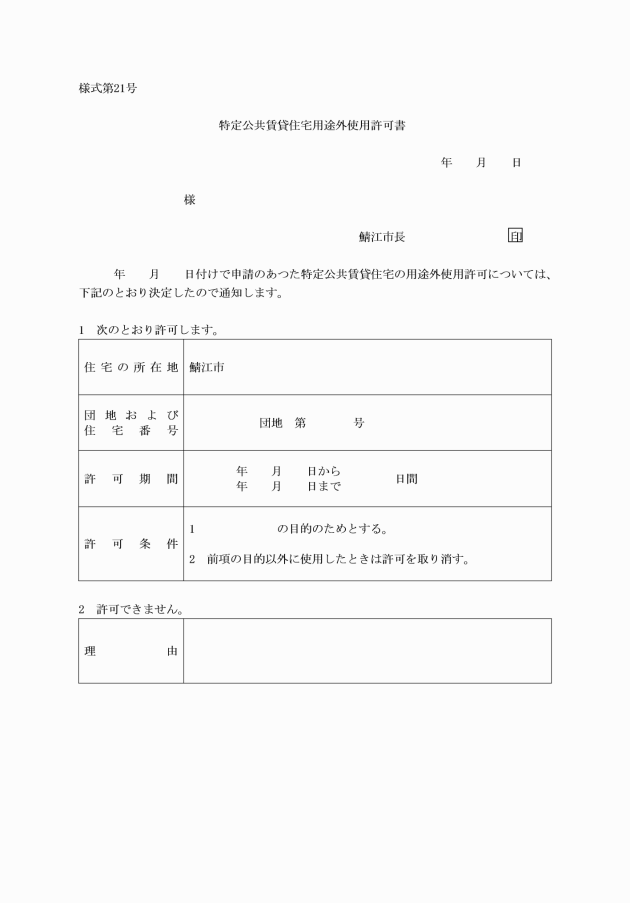 様式第21号
特定公共賃貸住宅用途外使用許可書
年　　月　　日
様
鯖江市長　　　　　　　　　印
年　　月　　日付けで申請のあつた特定公共賃貸住宅の用途外使用許可については、
下記のとおり決定したので通知します。
1　次のとおり許可します。
住宅の所在地　鯖江市
団地および
住宅番号
団地　第　　　　号
許可期間
年　　月　　日から
年　　月　　日まで
日間
許可条件
1　　　　　　　の目的のためとする。
2　前項の目的以外に使用したときは許可を取り消す。
2　許可できません。
理由